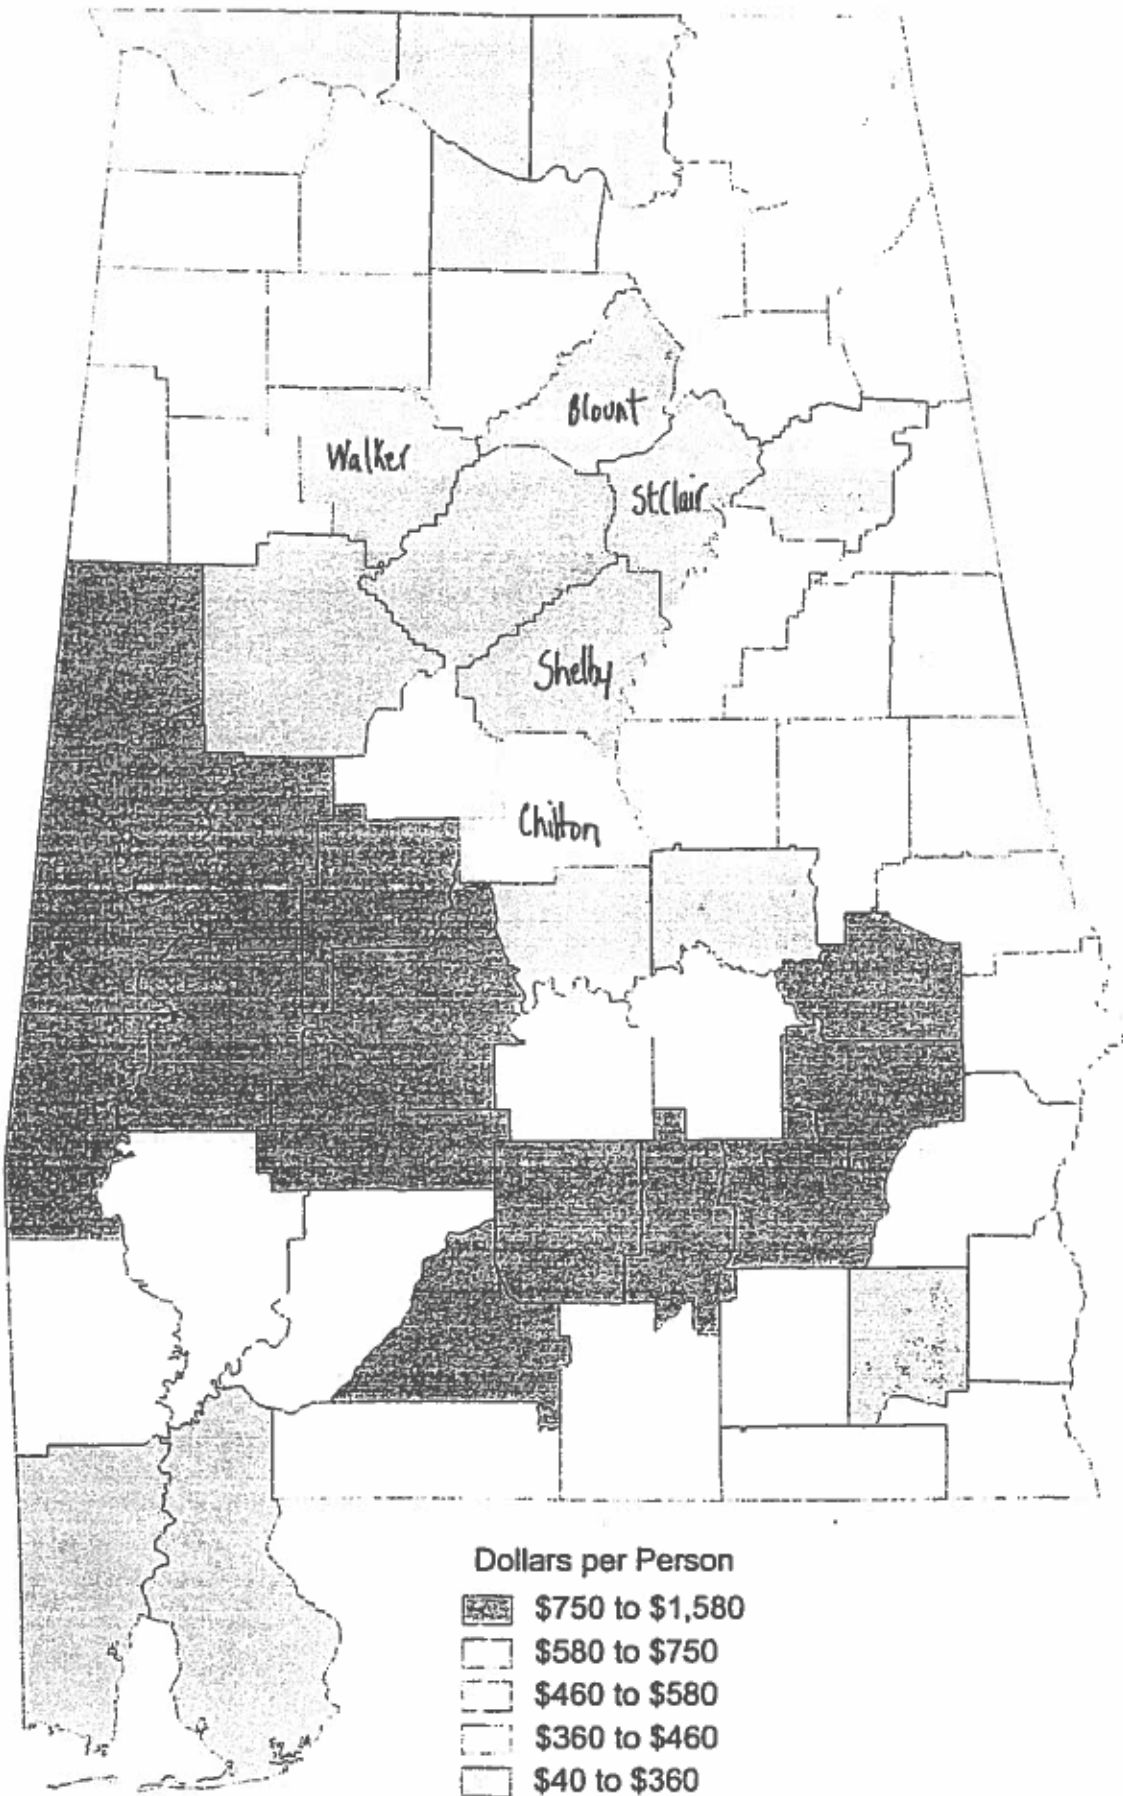 Blount
Walker
StClair
Shelby
Chilton
Dollars per Person
$750 to $1,580
$580 to $750
$460 to $580
$360 to $460
$40 to $360